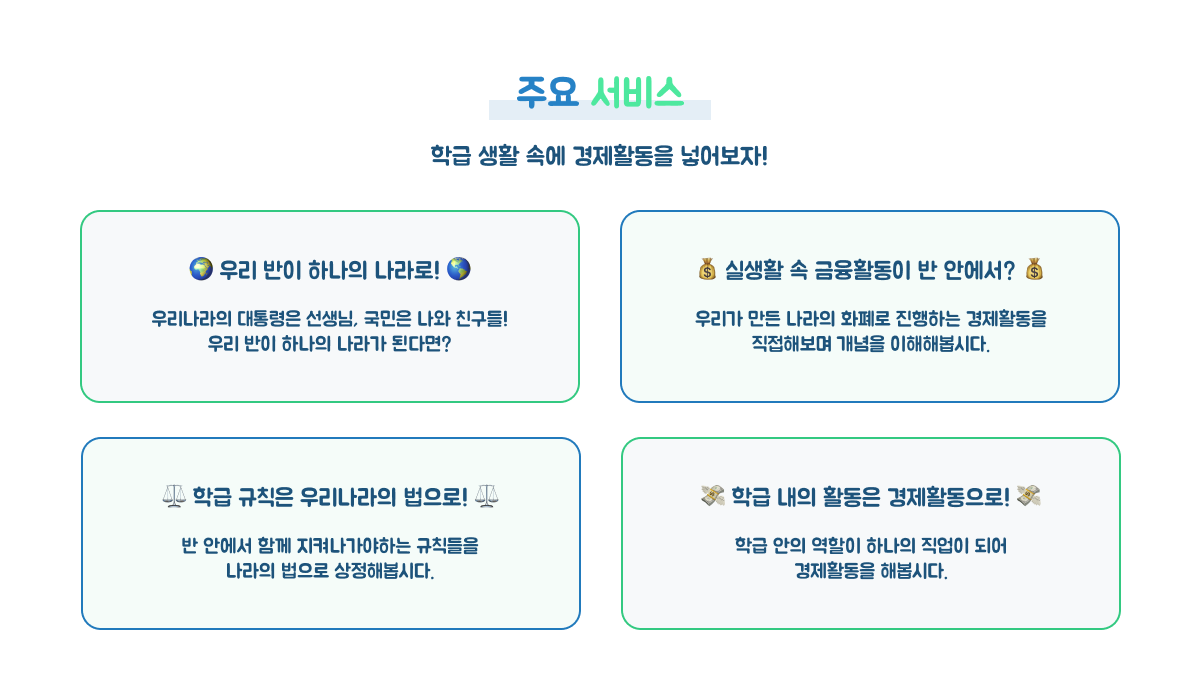 주요 서비스
학급 생활 속에 경제활동을 넣어보자!
🌍 우리 반이 하나의 나라로! 🌎
우리나라의 대통령은 선생님, 국민은 나와 친구들!
우리 반이 하나의 나라가 된다면?
💰 실생활 속 금융활동이 반 안에서? 💰
우리가 만든 나라의 화폐로 진행하는 경제활동을
직접해보며 개념을 이해해봅시다.
⚖️ 학급 규칙은 우리나라의 법으로! ⚖️
반 안에서 함께 지켜나가야하는 규칙들을
나라의 법으로 상정해봅시다.
💸 학급 내의 활동은 경제활동으로! 💸
학급 안의 역할이 하나의 직업이 되어
경제활동을 해봅시다.